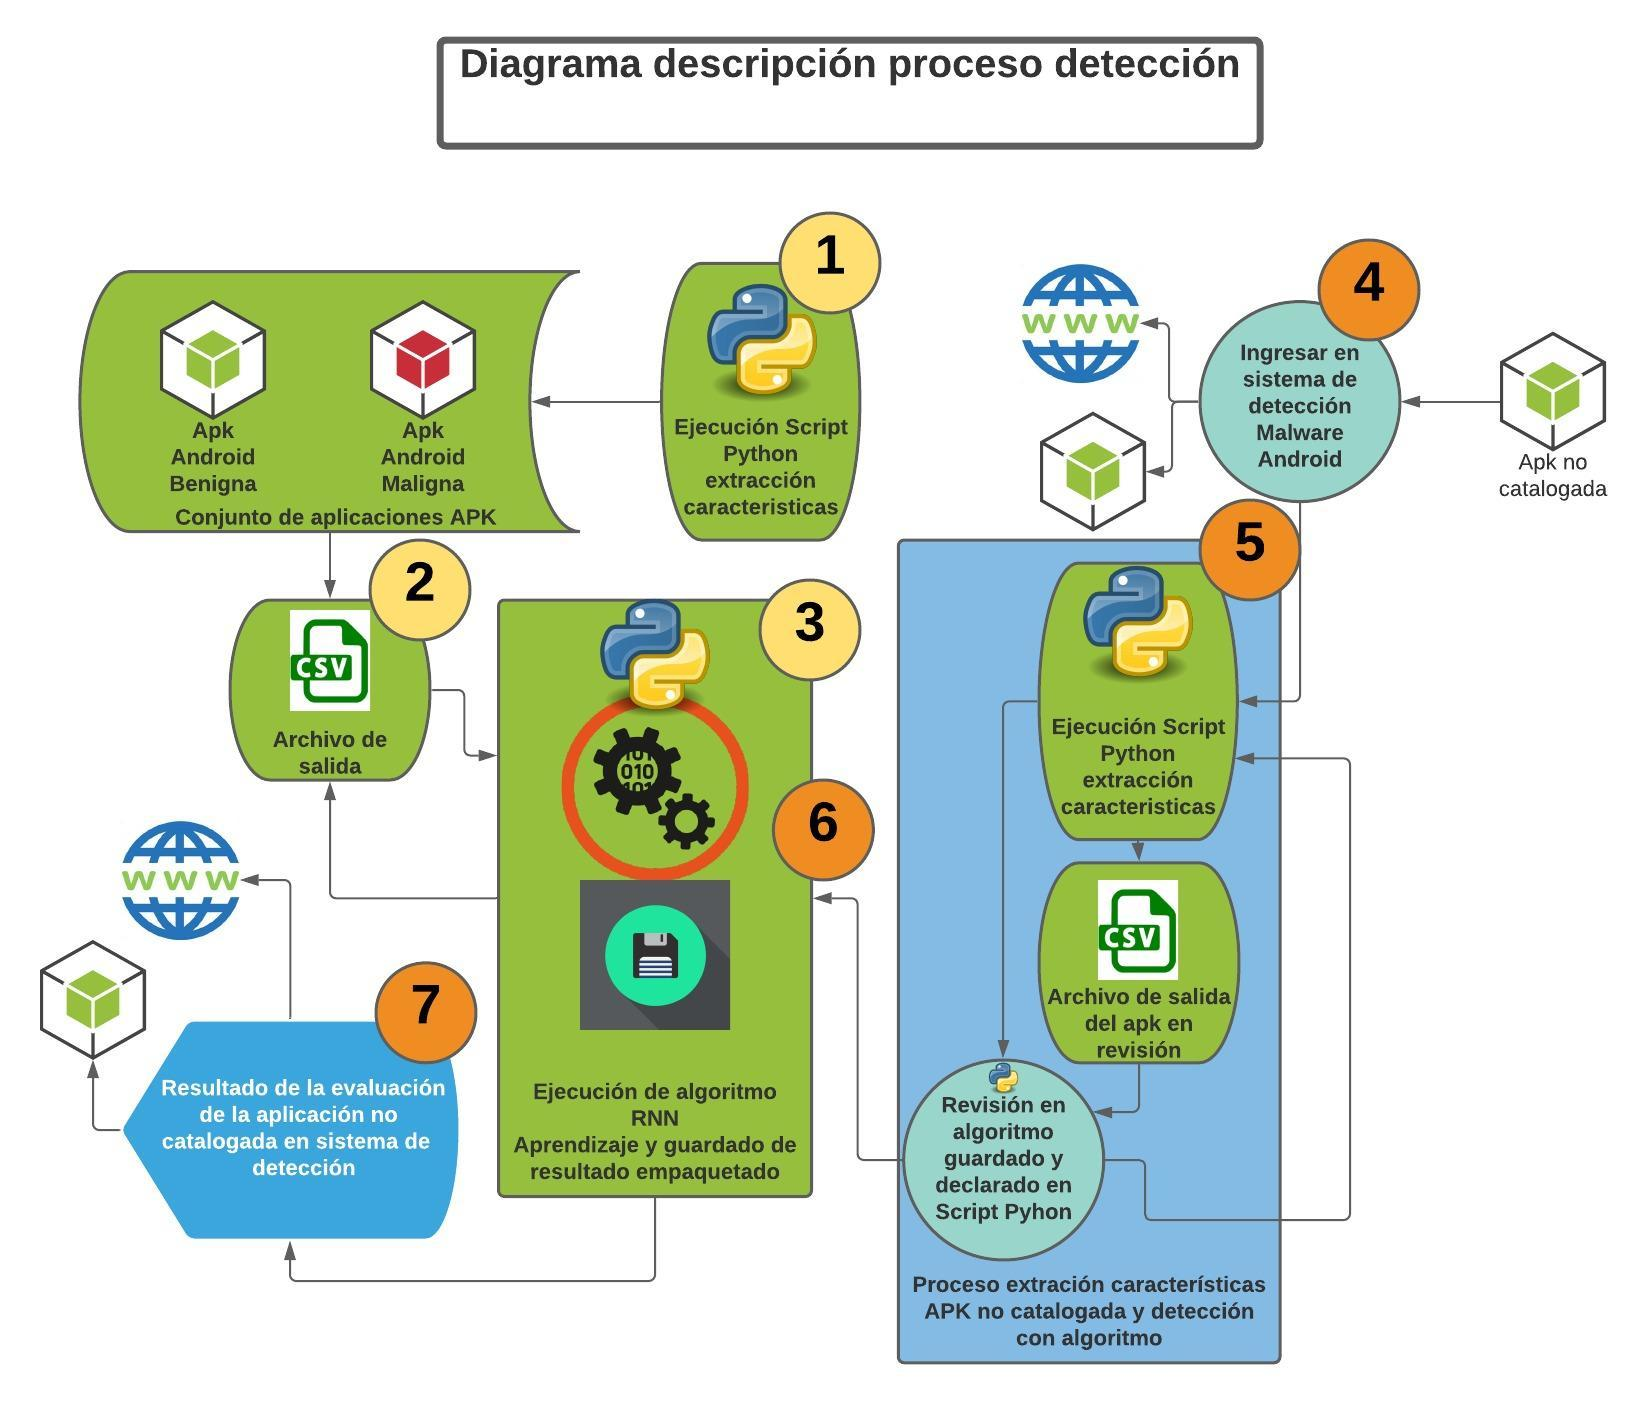 Diagrama descripción proceso detección
1
Ejecución Script
Python
extracción
caracteristicas
Apk
Android
Benigna
Apk
Android
Maligna
Conjunto de aplicaciones APK
2
CSV
Archivo de
salida
3
101
010
101
6
Ejecución de algoritmo
RNN
Aprendizaje y guardado de
resultado empaquetado
4
Ingresar en
sistema de
detección
Malware
Android
www
Apk no
catalogada
5
Ejecución Script
Python
extracción
caracteristicas
CSV
Archivo de salida
del apk en
revisión
Revisión en
algoritmo
guardado y
declarado en
Script Pyhon
Proceso extración características
APK no catalogada y detección
con algoritmo
www
7
Resultado de la evaluación
de la aplicación no
catalogada en sistema de
detección